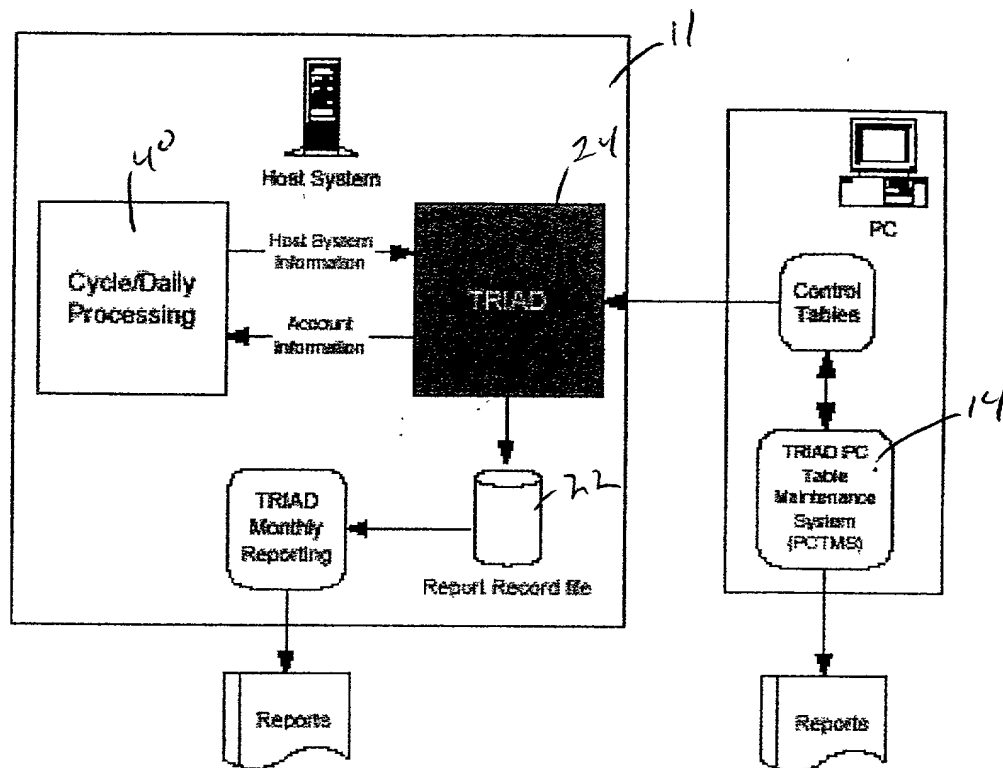 11
Host System
40
24
PC
Cycle/Daily
Processing
Host System
Information
Account
Information
TRIAD
Control
Tables
14
TRIAD PC
Table
Maintenance
System
(PCTMS)
TRIAD
Monthly
Reporting
22
Report Record file
Reports
Reports